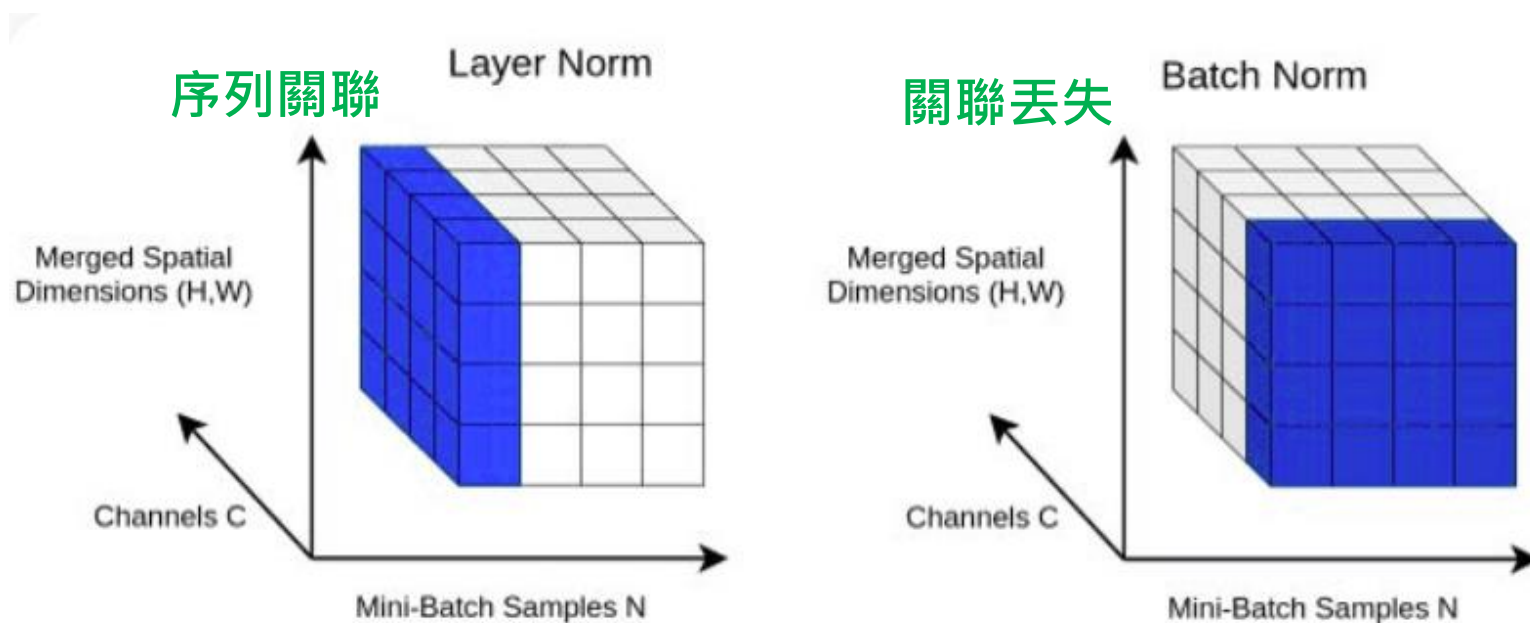 序列關聯
Layer Norm
Merged Spatial
Dimensions (H,W)
Channels C
Mini-Batch Samples N
關聯丟失
Batch Norm
Merged Spatial
Dimensions (H,W)
Channels C
Mini-Batch Samples N